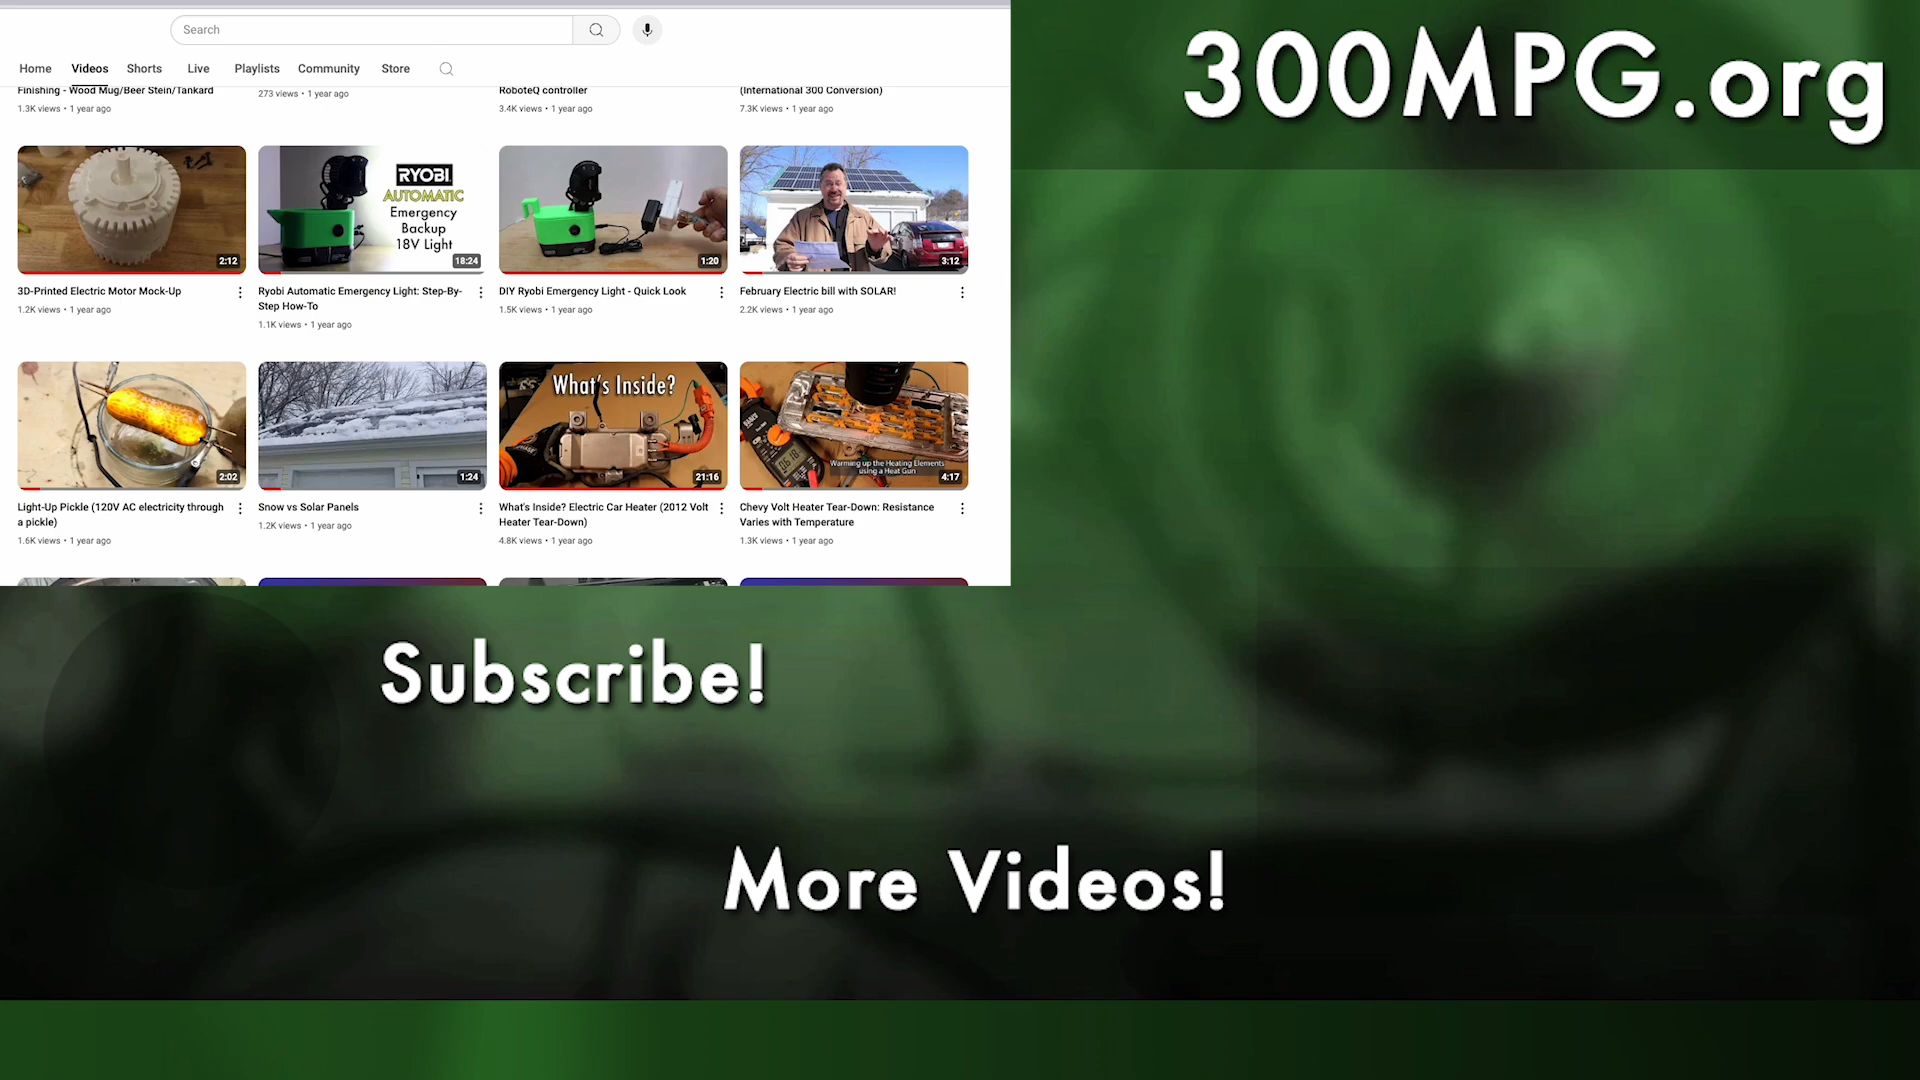 Search
Home Videos Shorts Live Playlists Community Store
Finishing - Wood Mug/Beer Stein/Tankard
1.3K views • 1 year ago
273 views • 1 year ago
RoboteQ controller
3.4K views • 1 year ago
(International 300 Conversion)
7.3K views • 1 year ago
2:12
3D-Printed Electric Motor Mock-Up
1.2K views • 1 year ago
RYOBI
AUTOMATIC
Emergency
Backup
18V Light
18:24
Ryobi Automatic Emergency Light: Step-By-
Step How-To
1.1K views • 1 year ago
1:20
DIY Ryobi Emergency Light - Quick Look
1.5K views • 1 year ago
3:12
February Electric bill with SOLAR!
2.2K views • 1 year ago
2:02
Light-Up Pickle (120V AC electricity through
a pickle)
1.6K views • 1 year ago
1:24
Snow vs Solar Panels
1.2K views • 1 year ago
What's Inside?
21:16
What's Inside? Electric Car Heater (2012 Volt
Heater Tear-Down)
4.8K views • 1 year ago
Warming up the Heating Elements
using a Heat Gun
4:17
Chevy Volt Heater Tear-Down: Resistance
Varies with Temperature
1.3K views • 1 year ago
300MPG.org
Subscribe!
More Videos!